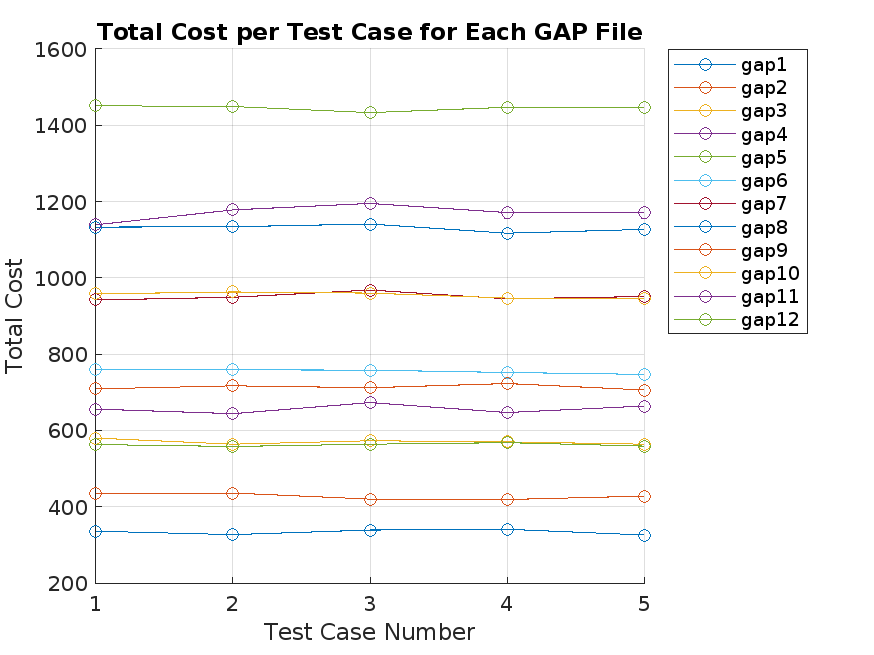 Total Cost per Test Case for Each GAP File
1600
1400
1200
1000
800
600
400
200
Total Cost
1
2
3
4
5
Test Case Number
gap1
gap2
gap3
gap4
gap5
gap6
gap7
gap8
gap9
gap10
gap11
gap12